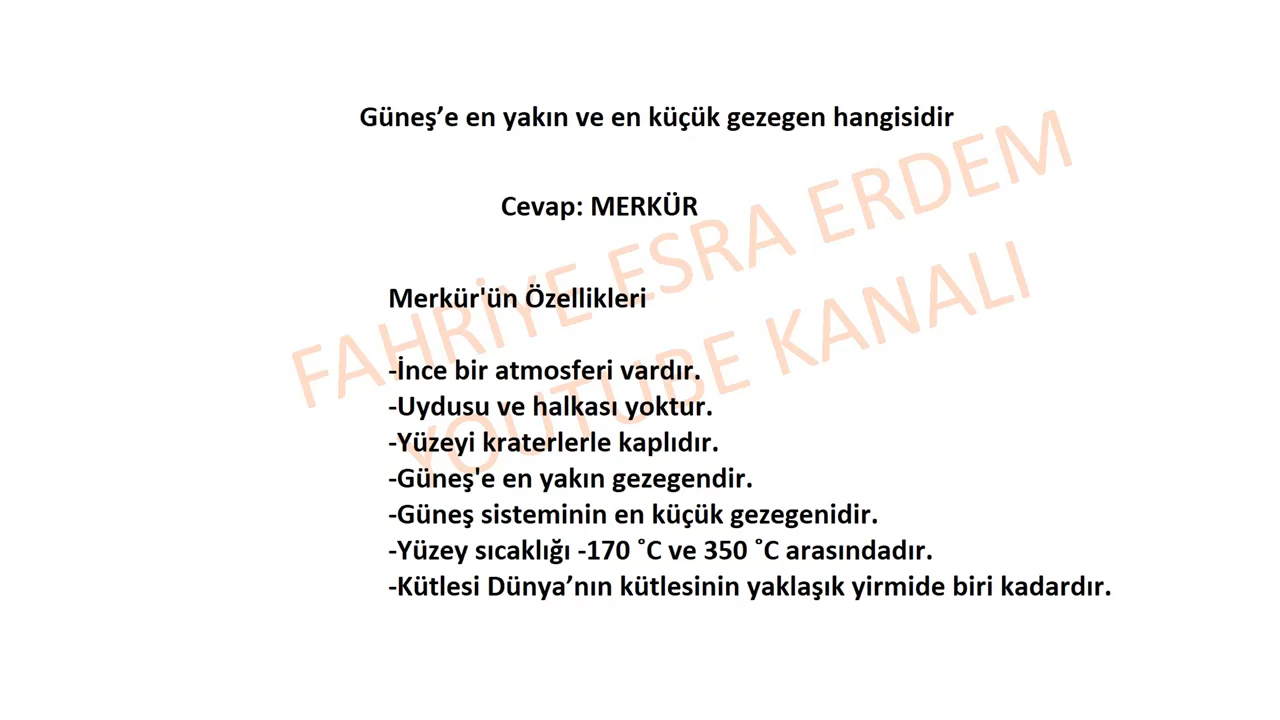 Güneş’e en yakın ve en küçük gezegen hangisidir
Cevap: MERKÜR
Merkür'ün Özellikleri
-İnce bir atmosferi vardır.
-Uydusu ve halkası yoktur.
-Yüzeyi kraterlerle kaplıdır.
-Güneş'e en yakın gezegendir.
-Güneş sisteminin en küçük gezegenidir.
-Yüzey sıcaklığı -170 ˚C ve 350 ˚C arasındadır.
-Kütlesi Dünya’nın kütlesinin yaklaşık yirmide biri kadardır.
FAHRİYE ESRA ERDEM
YOUTUBE KANALI